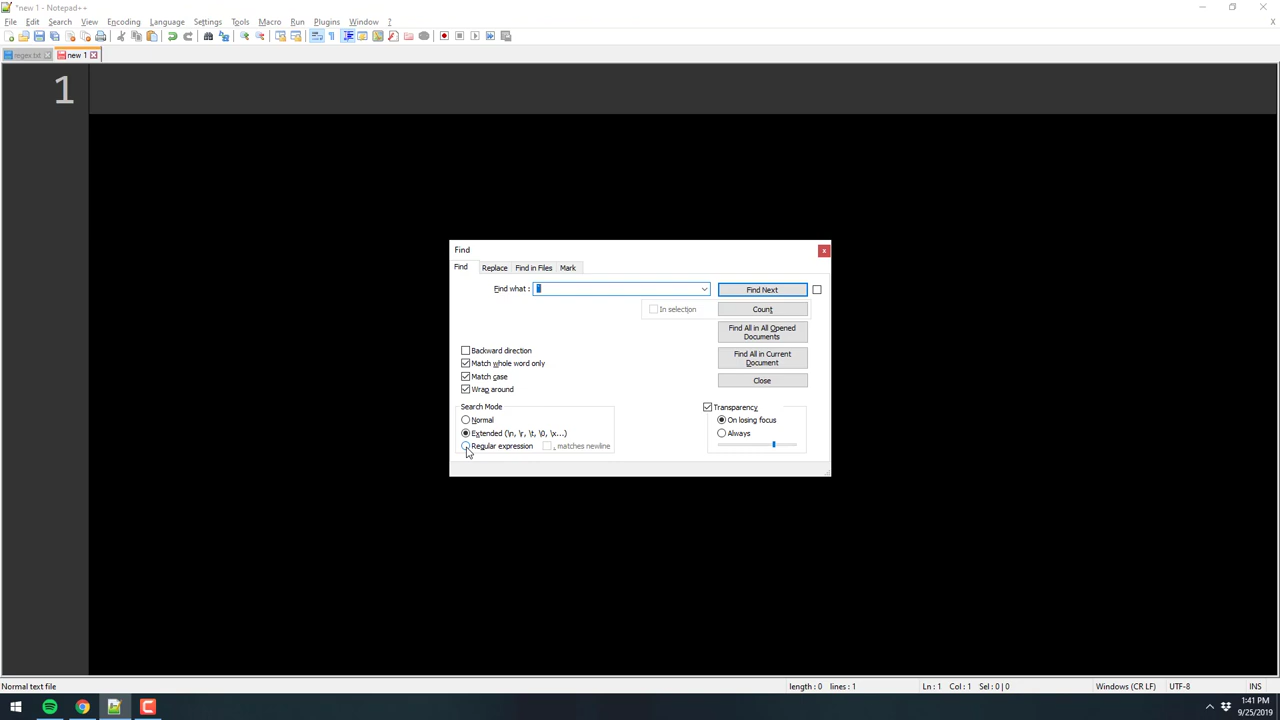 *new 1 - Notepad++
File Edit Search View Encoding Language Settings Tools Macro Run Plugins Window ? X
regex.txt new 1
1
Find
Find Replace Find in Files Mark
Find what : Find Next
In selection Count
Find All in All Opened Documents
Find All in Current Document
Close
Backward direction
Match whole word only
Match case
Wrap around
Search Mode
Normal
Extended (\n, \r, \t, \0, \x...)
Regular expression . matches newline
Transparency
On losing focus
Always
Normal text file length : 0 lines : 1 Ln : 1 Col : 1 Sel : 0 | 0 Windows (CR LF) UTF-8 INS
1:41 PM
9/25/2019